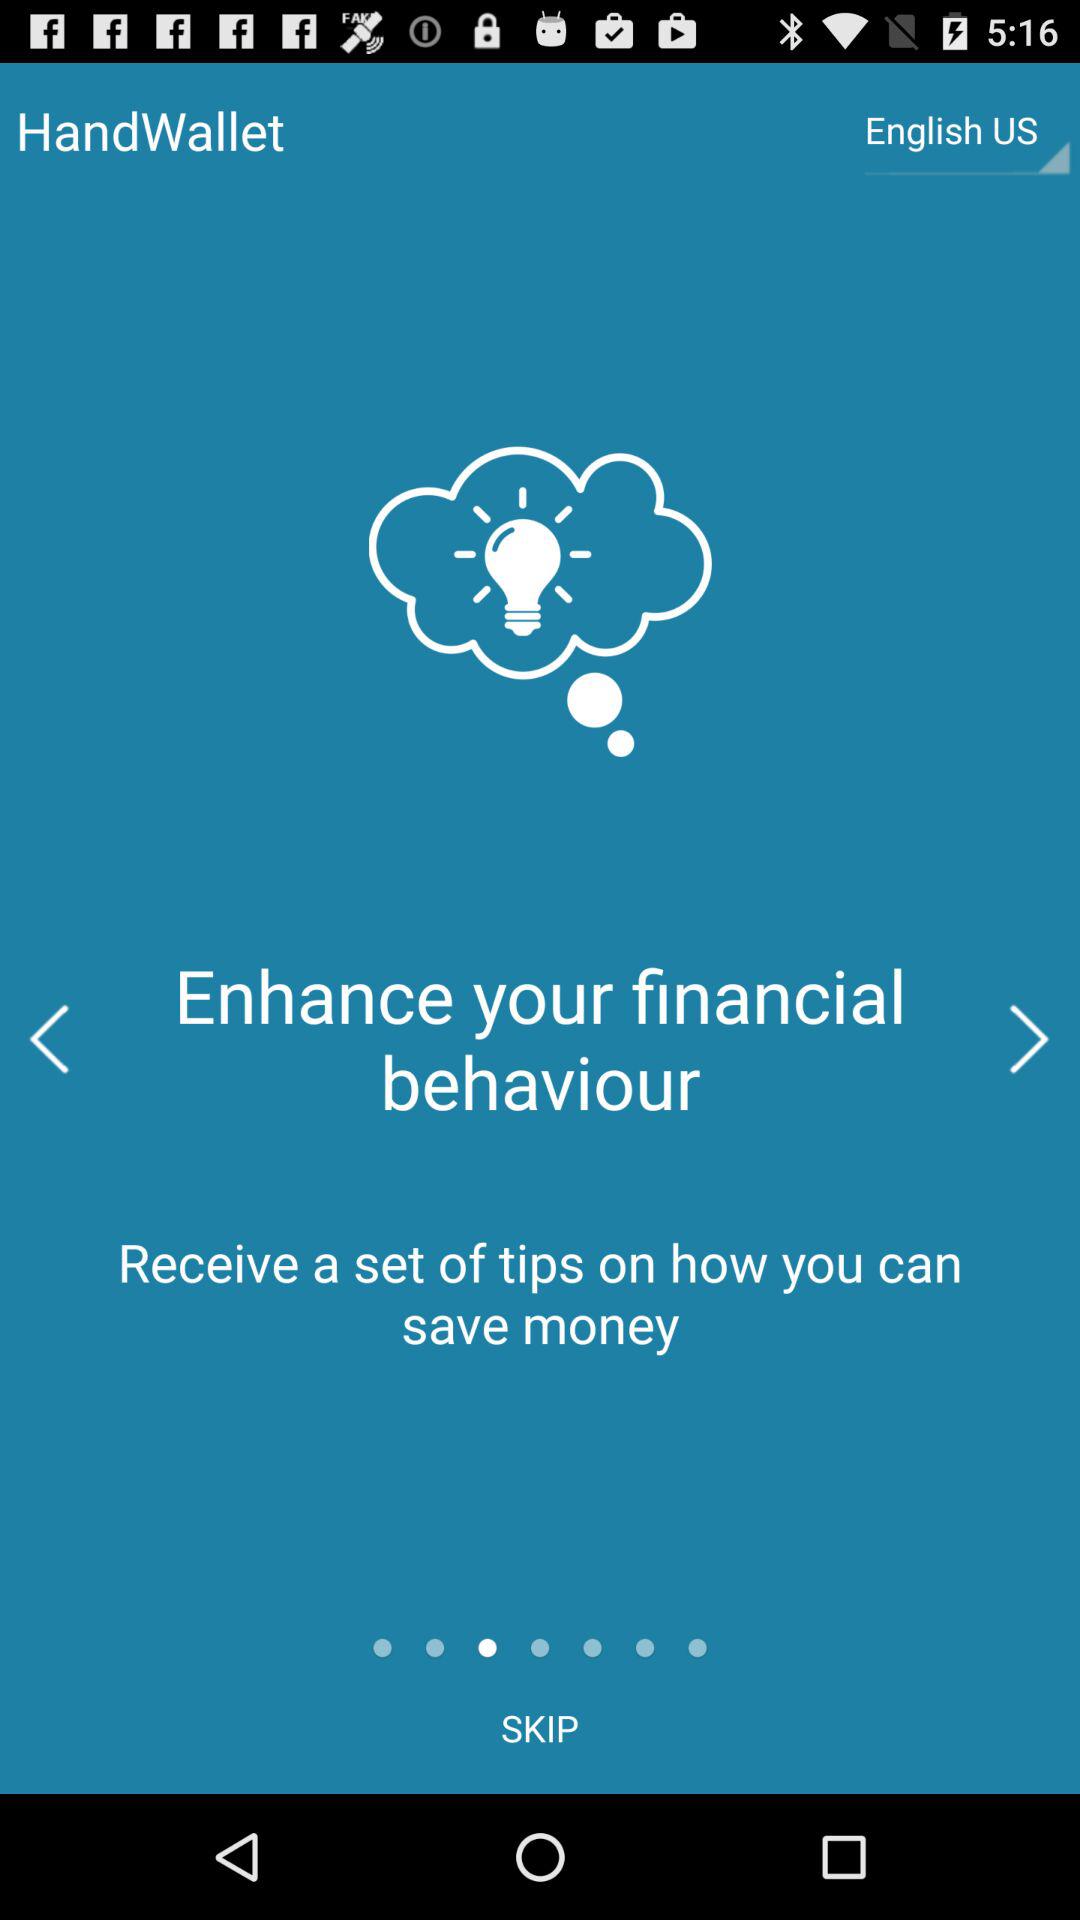 FAKE
5:16
HandWallet
English US
Enhance your financial
behaviour
Receive a set of tips on how you can
save money
SKIP